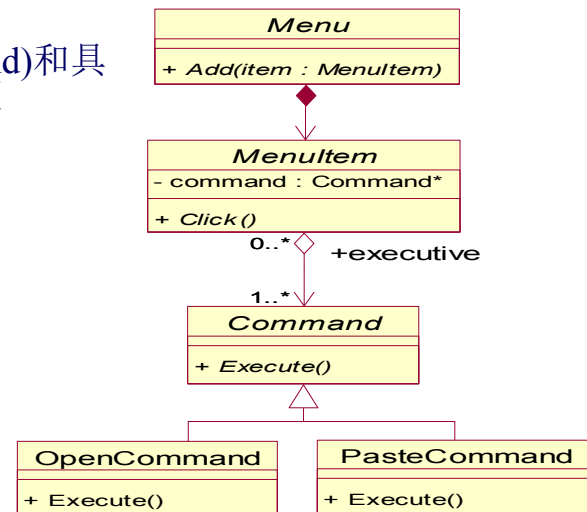 Menu
d)和具
+ Add(item : MenuItem)
MenuItem
- command : Command*
+ Click()
0..*
+executive
1..*
Command
+ Execute()
OpenCommand
PasteCommand
+ Execute()
+ Execute()